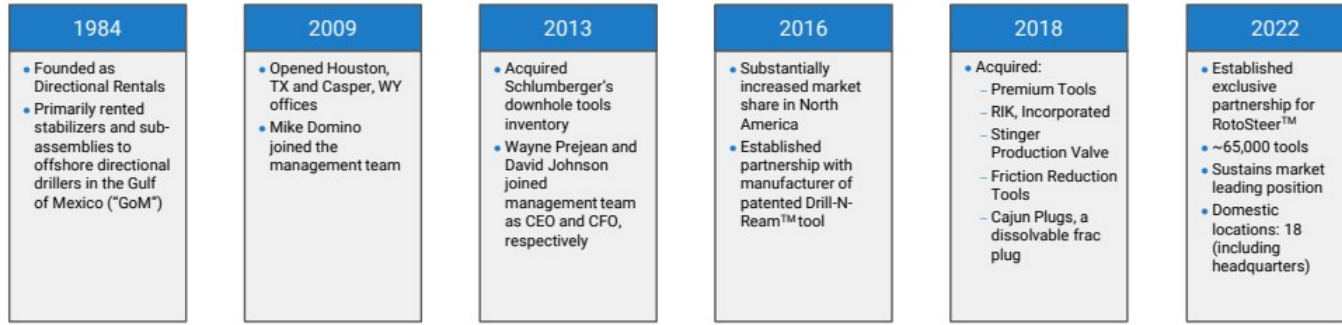 1984
• Founded as
Directional Rentals
• Primarily rented
stabilizers and sub-
assemblies to
offshore directional
drillers in the Gulf
of Mexico (“GoM”)
2009
• Opened Houston,
TX and Casper, WY
offices
• Mike Domino
joined the
management team
2013
• Acquired
Schlumberger’s
downhole tools
inventory
• Wayne Prejean and
David Johnson
joined
management team
as CEO and CFO,
respectively
2016
• Substantially
increased market
share in North
America
• Established
partnership with
manufacturer of
patented Drill-N-
Ream™ tool
2018
• Acquired:
– Premium Tools
– RIK, Incorporated
– Stinger
Production Valve
– Friction Reduction
Tools
– Cajun Plugs, a
dissolvable frac
plug
2022
• Established
exclusive
partnership for
RotoSteer™
• ~65,000 tools
• Sustains market
leading position
• Domestic
locations: 18
(including
headquarters)